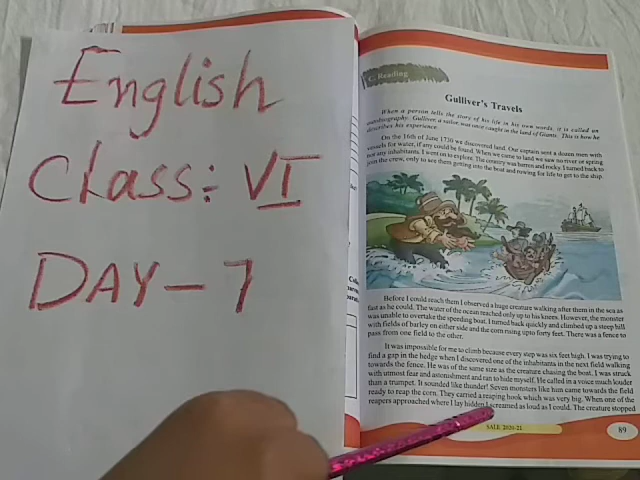 English
Class: VI
DAY - 7
C. Reading
Gulliver's Travels
When a person tells the story of his life in his own words, it is called an
autobiography. Gulliver, a sailor, was once caught in the land of Giants. This is how he
describes his experience.
On the 16th of June 1730 we discovered land. Our captain sent a dozen men with
vessels for water, if any could be found. When we came to land we saw no river or spring
nor any inhabitants. I went on to explore. The country was barren and rocky. I turned back to
join the crew, only to see them getting into the boat and rowing for life to get to the ship.
Before I could reach them I observed a huge creature walking after them in the sea as
fast as he could. The water of the ocean reached only up to his knees. However, the monster
was unable to overtake the speeding boat. I turned back quickly and climbed up a steep hill
with fields of barley on either side and the corn rising upto forty feet. There was a fence to
pass from one field to the other.
It was impossible for me to climb because every step was six feet high. I was trying to
find a gap in the hedge when I discovered one of the inhabitants in the next field walking
towards the fence. He was of the same size as the creature chasing the boat. I was struck
with utmost fear and astonishment and ran to hide myself. He called in a voice much louder
than a trumpet. It sounded like thunder! Seven monsters like him came towards the field
ready to reap the corn. They carried a reaping hook which was very big. When one of the
reapers approached where I lay hidden I screamed as loud as I could. The creature stopped
SALE 2020-21
89